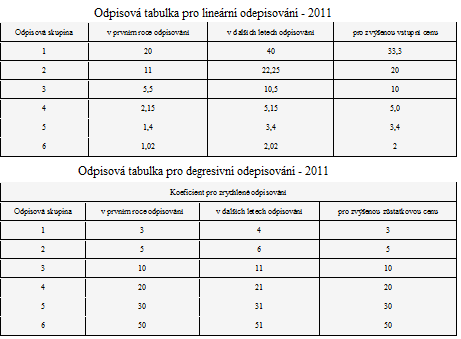 Odpisová tabulka pro lineární odepisování - 2011
Odpisová skupina v prvním roce odpisování v dalších letech odpisování pro zvýšenou vstupní cenu
1 20 40 33,3
2 11 22,25 20
3 5,5 10,5 10
4 2,15 5,15 5,0
5 1,4 3,4 3,4
6 1,02 2,02 2
Odpisová tabulka pro degresivní odepisování - 2011
Koeficient pro zrychlené odpisování
Odpisová skupina v prvním roce odpisování v dalších letech odpisování pro zvýšenou zůstatkovou cenu
1 3 4 3
2 5 6 5
3 10 11 10
4 20 21 20
5 30 31 30
6 50 51 50